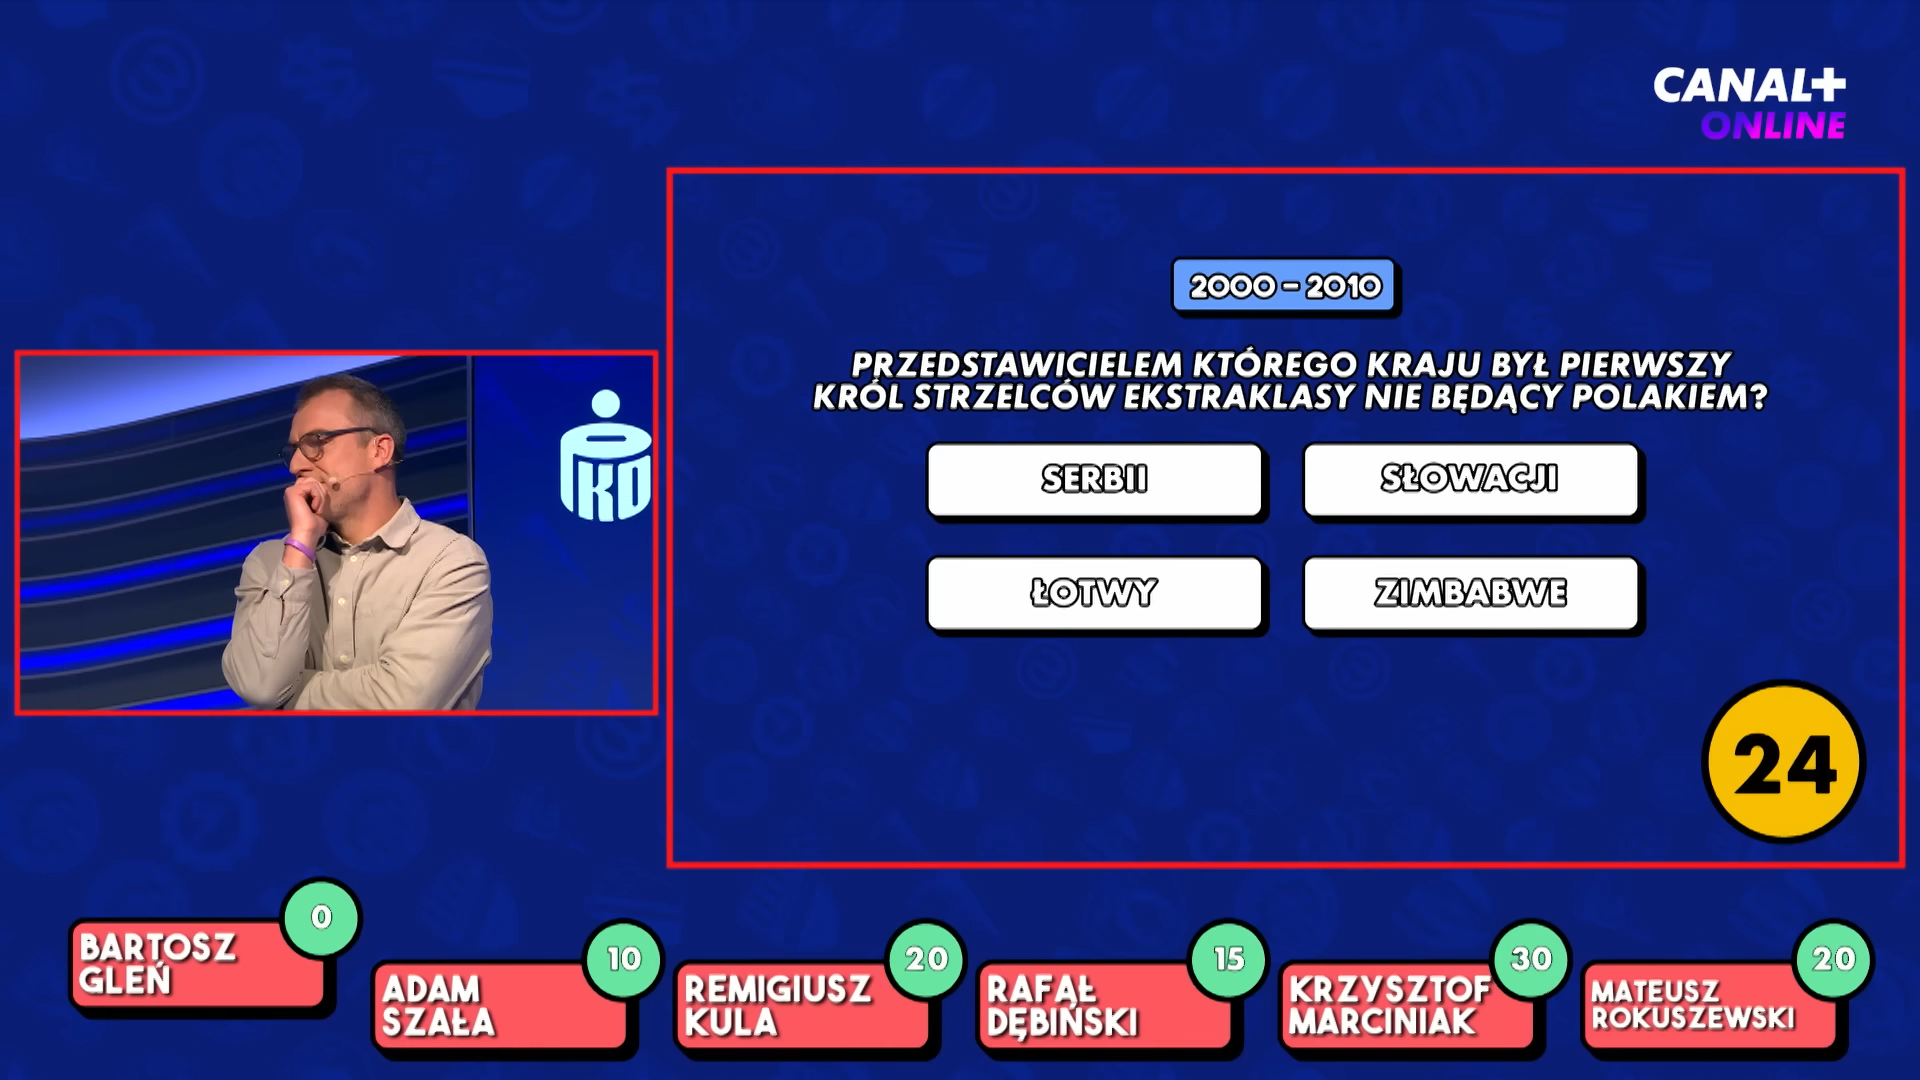 CANAL+
ONLINE
2000 – 2010
PRZEDSTAWICIELEM KTÓREGO KRAJU BYŁ PIERWSZY
KRÓL STRZELCÓW EKSTRAKLASY NIE BĘDĄCY POLAKIEM?
SERBII
SŁOWACJI
ŁOTWY
ZIMBABWE
24
PKO
BARTOSZ
GLEŃ
0
ADAM
SZAŁA
10
REMIGIUSZ
KULA
20
RAFAŁ
DĘBIŃSKI
15
KRZYSZTOF
MARCINIAK
30
MATEUSZ
ROKUSZEWSKI
20